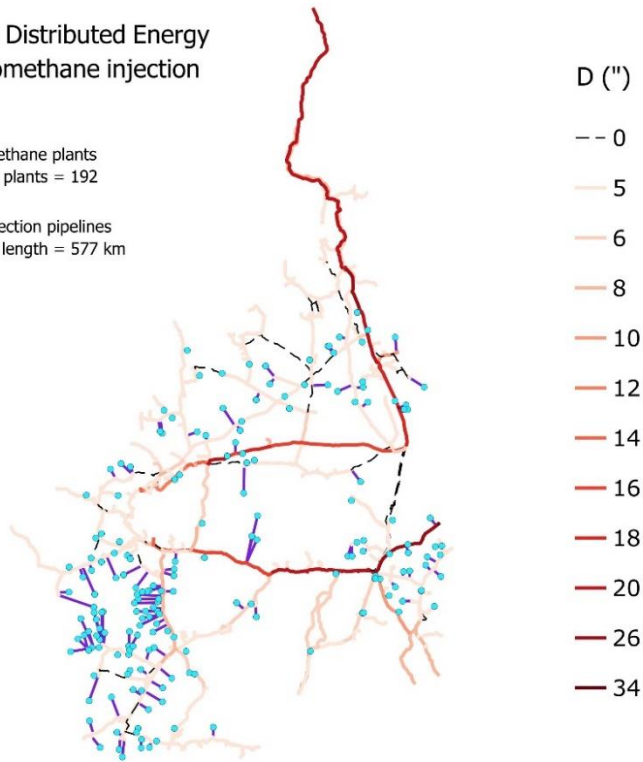 Distributed Energy
omethane injection
ethane plants
plants = 192
ection pipelines
length = 577 km
D (")
0
5
6
8
10
12
14
16
18
20
26
34